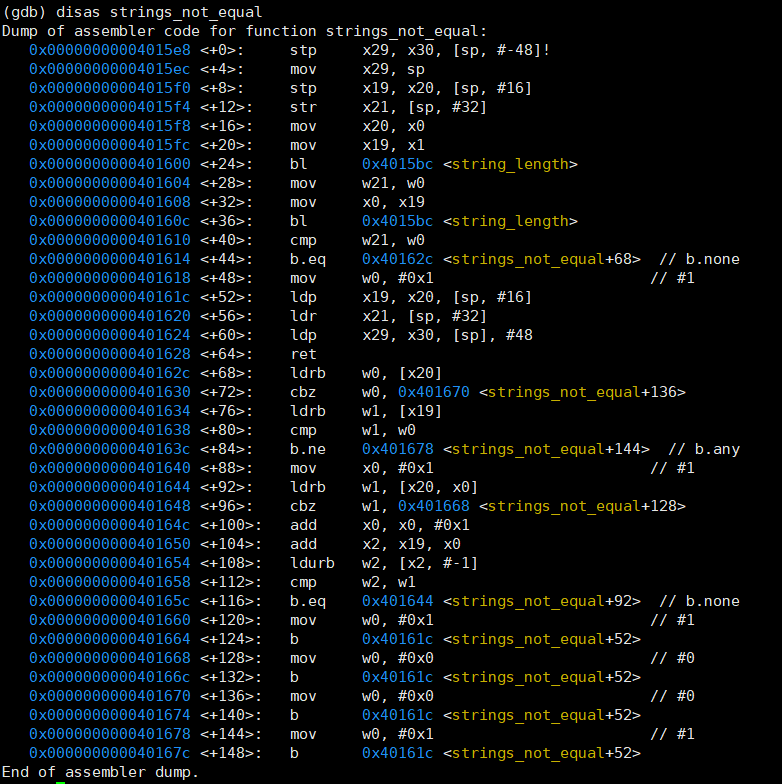 (gdb) disas strings_not_equal
Dump of assembler code for function strings_not_equal:
   0x00000000004015e8 <+0>:     stp     x29, x30, [sp, #-48]!
   0x00000000004015ec <+4>:     mov     x29, sp
   0x00000000004015f0 <+8>:     stp     x19, x20, [sp, #16]
   0x00000000004015f4 <+12>:    str     x21, [sp, #32]
   0x00000000004015f8 <+16>:    mov     x20, x0
   0x00000000004015fc <+20>:    mov     x19, x1
   0x0000000000401600 <+24>:    bl      0x4015bc <string_length>
   0x0000000000401604 <+28>:    mov     w21, w0
   0x0000000000401608 <+32>:    mov     x0, x19
   0x000000000040160c <+36>:    bl      0x4015bc <string_length>
   0x0000000000401610 <+40>:    cmp     w21, w0
   0x0000000000401614 <+44>:    b.eq    0x40162c <strings_not_equal+68>  // b.none
   0x0000000000401618 <+48>:    mov     w0, #0x1                        // #1
   0x000000000040161c <+52>:    ldp     x19, x20, [sp, #16]
   0x0000000000401620 <+56>:    ldr     x21, [sp, #32]
   0x0000000000401624 <+60>:    ldp     x29, x30, [sp], #48
   0x0000000000401628 <+64>:    ret
   0x000000000040162c <+68>:    ldrb    w0, [x20]
   0x0000000000401630 <+72>:    cbz     w0, 0x401670 <strings_not_equal+136>
   0x0000000000401634 <+76>:    ldrb    w1, [x19]
   0x0000000000401638 <+80>:    cmp     w1, w0
   0x000000000040163c <+84>:    b.ne    0x401678 <strings_not_equal+144>  // b.any
   0x0000000000401640 <+88>:    mov     x0, #0x1                        // #1
   0x0000000000401644 <+92>:    ldrb    w1, [x20, x0]
   0x0000000000401648 <+96>:    cbz     w1, 0x401668 <strings_not_equal+128>
   0x000000000040164c <+100>:   add     x0, x0, #0x1
   0x0000000000401650 <+104>:   add     x2, x19, x0
   0x0000000000401654 <+108>:   ldurb   w2, [x2, #-1]
   0x0000000000401658 <+112>:   cmp     w2, w1
   0x000000000040165c <+116>:   b.eq    0x401644 <strings_not_equal+92>  // b.none
   0x0000000000401660 <+120>:   mov     w0, #0x1                        // #1
   0x0000000000401664 <+124>:   b       0x40161c <strings_not_equal+52>
   0x0000000000401668 <+128>:   mov     w0, #0x0                        // #0
   0x000000000040166c <+132>:   b       0x40161c <strings_not_equal+52>
   0x0000000000401670 <+136>:   mov     w0, #0x0                        // #0
   0x0000000000401674 <+140>:   b       0x40161c <strings_not_equal+52>
   0x0000000000401678 <+144>:   mov     w0, #0x1                        // #1
   0x000000000040167c <+148>:   b       0x40161c <strings_not_equal+52>
End of assembler dump.